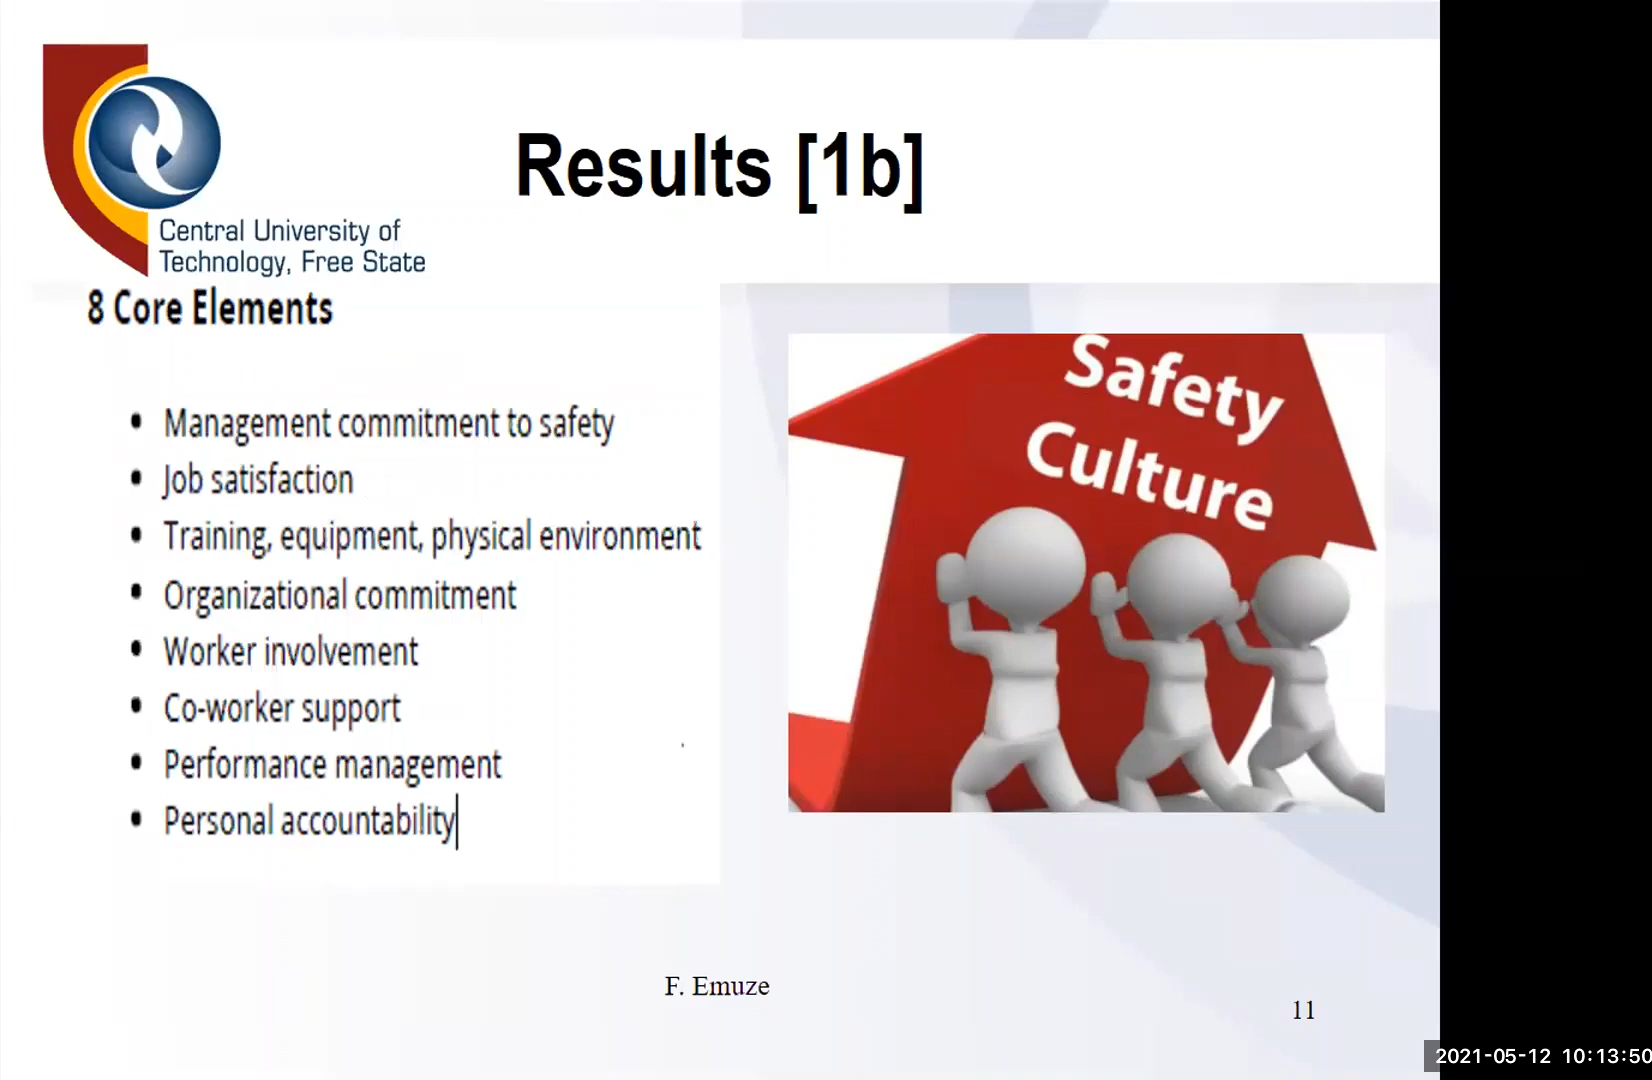 Results [1b]
Central University of
Technology, Free State
8 Core Elements
• Management commitment to safety
• Job satisfaction
• Training, equipment, physical environment
• Organizational commitment
• Worker involvement
• Co-worker support
• Performance management
• Personal accountability
Safety
Culture
F. Emuze
11
2021-05-12 10:13:50